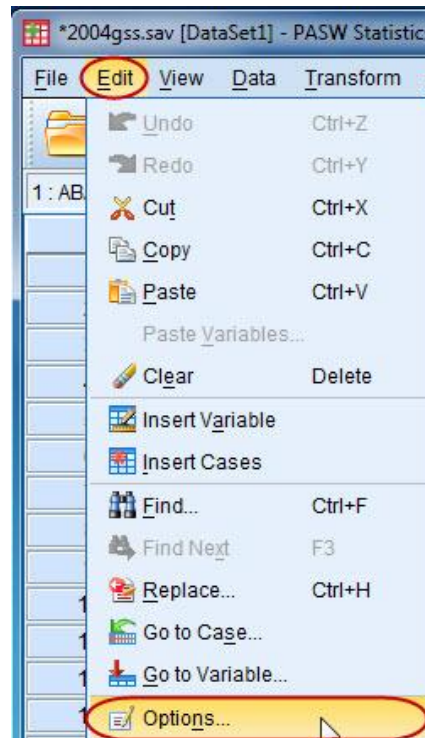 *2004gss.sav [DataSet1] - PASW Statistic
File Edit View Data Transform
Undo Ctrl+Z
Redo Ctrl+Y
1 : AB
Cut Ctrl+X
Copy Ctrl+C
Paste Ctrl+V
Paste Variables...
Clear Delete
Insert Variable
Insert Cases
Find... Ctrl+F
Find Next F3
Replace... Ctrl+H
Go to Case...
Go to Variable...
Options...